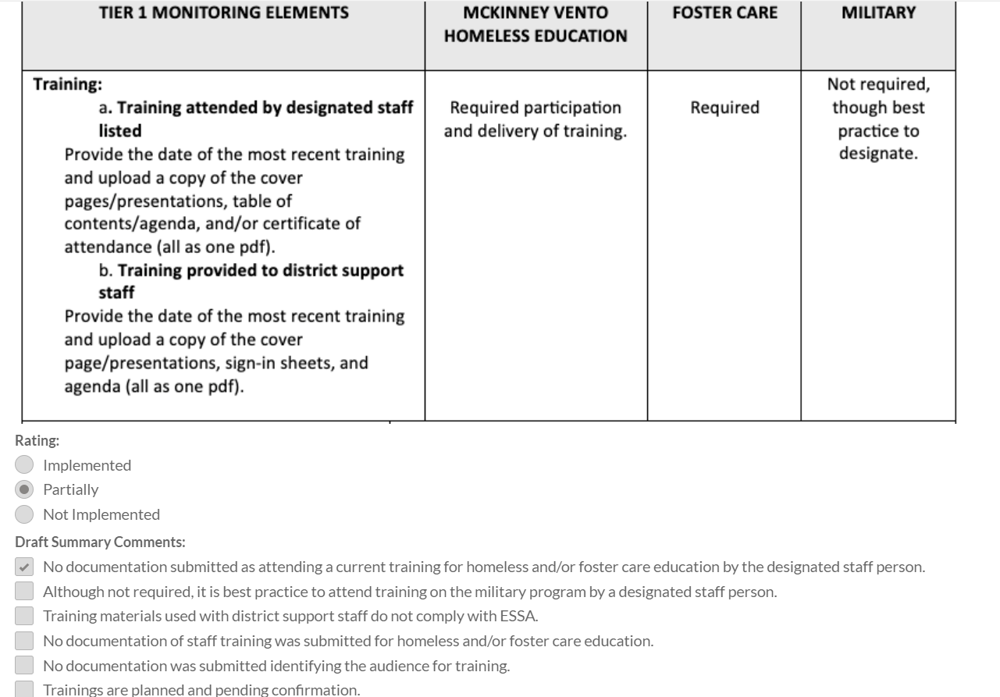 TIER 1 MONITORING ELEMENTS
MCKINNEY VENTO
HOMELESS EDUCATION
FOSTER CARE
MILITARY
Training:
a. Training attended by designated staff
listed
Provide the date of the most recent training
and upload a copy of the cover
pages/presentations, table of
contents/agenda, and/or certificate of
attendance (all as one pdf).
b. Training provided to district support
staff
Provide the date of the most recent training
and upload a copy of the cover
page/presentations, sign-in sheets, and
agenda (all as one pdf).
Required participation
and delivery of training.
Required
Not required,
though best
practice to
designate.
Rating:
Implemented
Partially
Not Implemented
Draft Summary Comments:
No documentation submitted as attending a current training for homeless and/or foster care education by the designated staff person.
Although not required, it is best practice to attend training on the military program by a designated staff person.
Training materials used with district support staff do not comply with ESSA.
No documentation of staff training was submitted for homeless and/or foster care education.
No documentation was submitted identifying the audience for training.
Trainings are planned and pending confirmation.